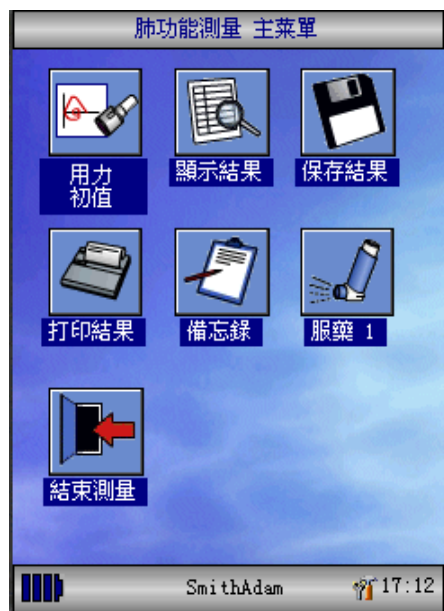 肺功能測量 主菜單
用力
初值
顯示結果
保存結果
打印結果
備忘錄
服藥 1
結束測量
SmithAdam
17:12